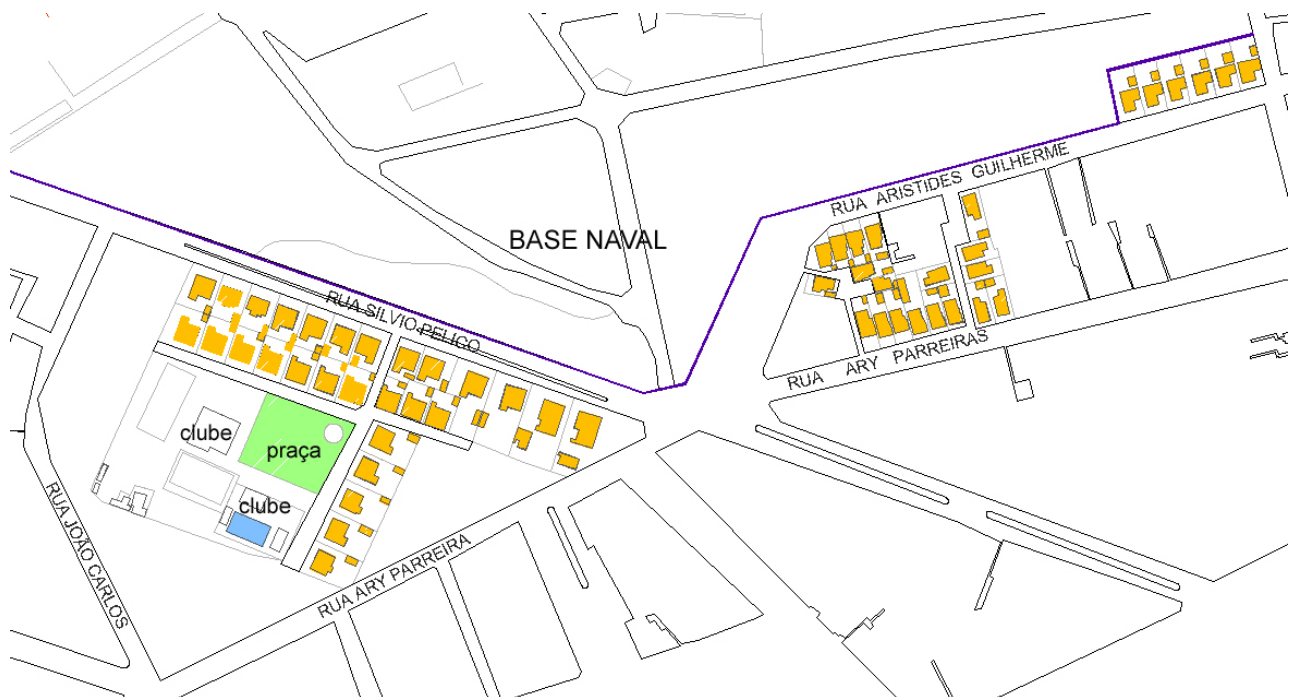 RUA ARISTIDES GUILHERME
BASE NAVAL
RUA SILVIO PELICO
RUA ARY PARREIRAS
clube
praça
clube
RUA JOÃO CARLOS
RUA ARY PARREIRA